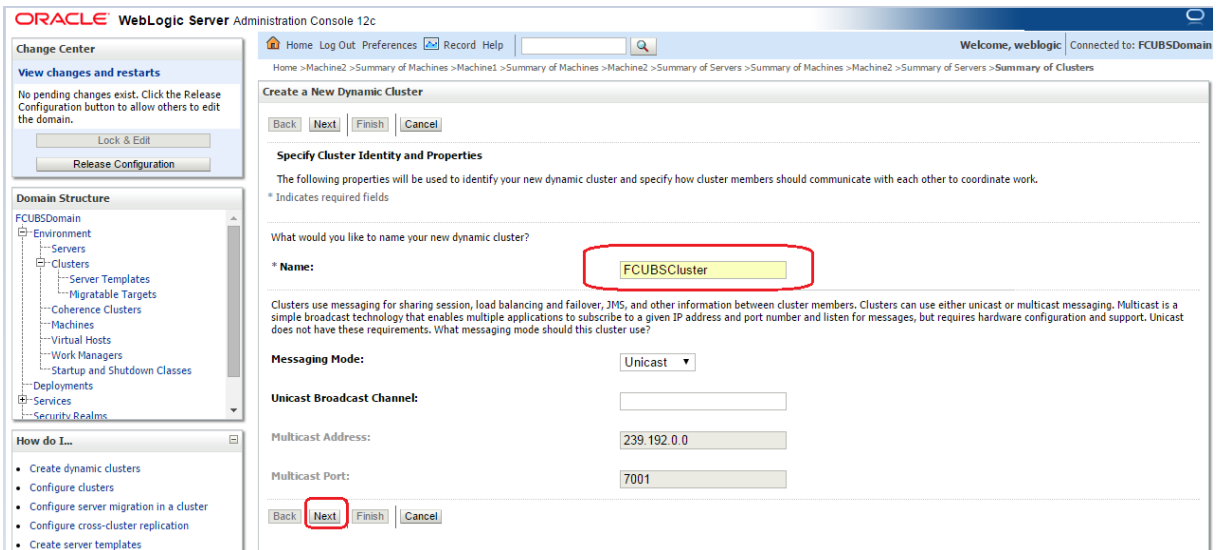 ORACLE WebLogic Server Administration Console 12c
Change Center
View changes and restarts
No pending changes exist. Click the Release
Configuration button to allow others to edit
the domain.
Lock & Edit
Release Configuration
Domain Structure
FCUBSDomain
Environment
Servers
Clusters
Server Templates
Migratable Targets
Coherence Clusters
Machines
Virtual Hosts
Work Managers
Startup and Shutdown Classes
Deployments
Services
Security Realms
How do I...
Create dynamic clusters
Configure clusters
Configure server migration in a cluster
Configure cross-cluster replication
Create server templates
Home Log Out Preferences Record Help
Welcome, weblogic Connected to: FCUBSDomain
Home >Machine2 >Summary of Machines >Machine1 >Summary of Machines >Machine2 >Summary of Servers >Summary of Machines >Machine2 >Summary of Servers >Summary of Clusters
Create a New Dynamic Cluster
Back Next Finish Cancel
Specify Cluster Identity and Properties
The following properties will be used to identify your new dynamic cluster and specify how cluster members should communicate with each other to coordinate work.
* Indicates required fields
What would you like to name your new dynamic cluster?
* Name: FCUBSCluster
Clusters use messaging for sharing session, load balancing and failover, JMS, and other information between cluster members. Clusters can use either unicast or multicast messaging. Multicast is a
simple broadcast technology that enables multiple applications to subscribe to a given IP address and port number and listen for messages, but requires hardware configuration and support. Unicast
does not have these requirements. What messaging mode should this cluster use?
Messaging Mode: Unicast
Unicast Broadcast Channel:
Multicast Address: 239.192.0.0
Multicast Port: 7001
Back Next Finish Cancel